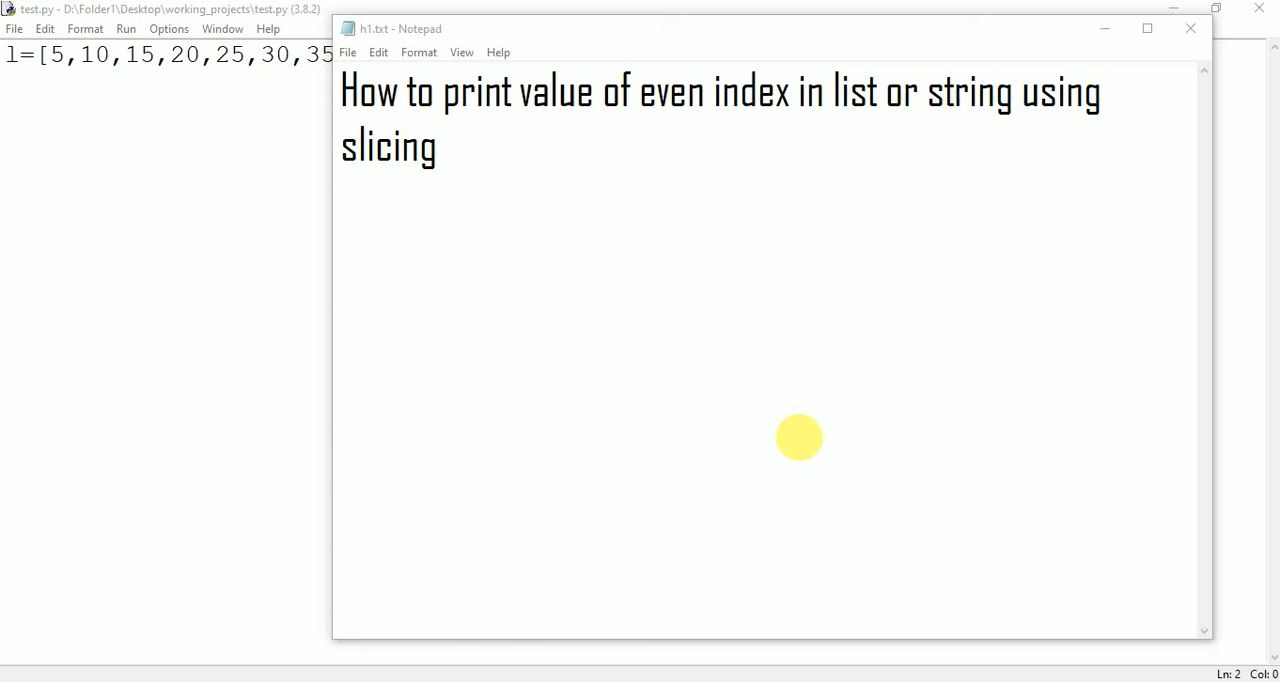 test.py - D:\Folder1\Desktop\working_projects\test.py (3.8.2)
File Edit Format Run Options Window Help
l=[5,10,15,20,25,30,35
h1.txt - Notepad
File Edit Format View Help
How to print value of even index in list or string using
slicing
Ln: 2 Col: 0